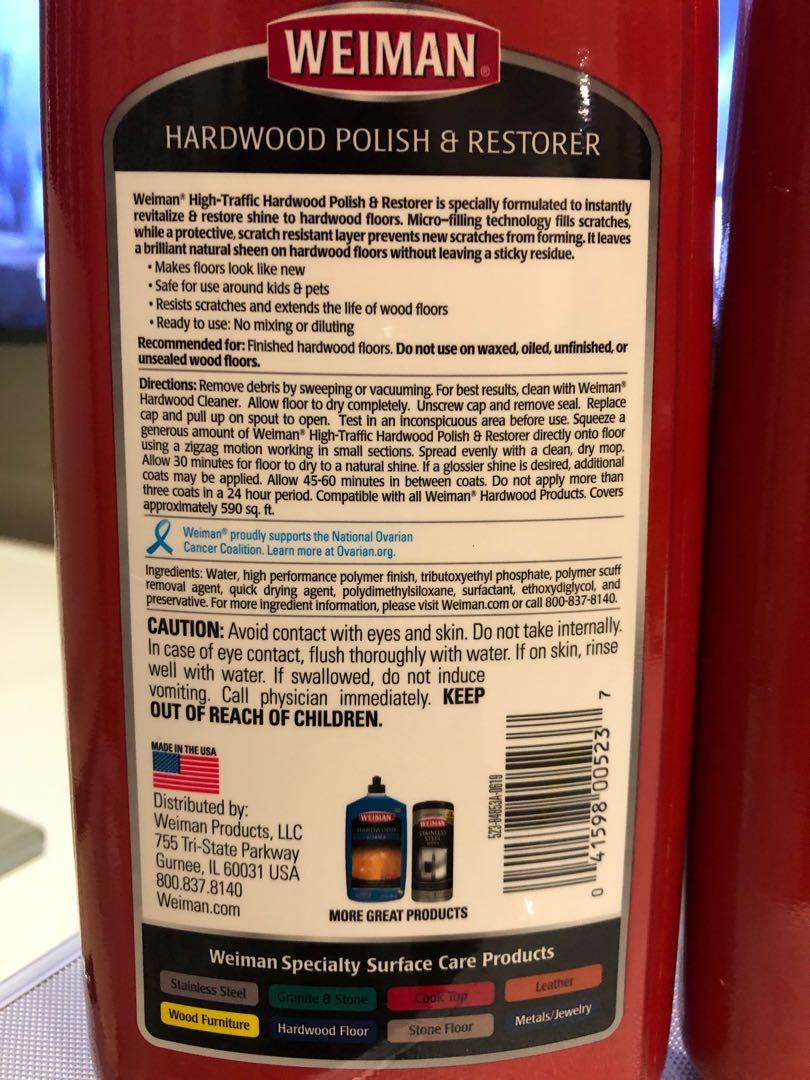 WEIMAN®
HARDWOOD POLISH & RESTORER
Weiman® High-Traffic Hardwood Polish & Restorer is specially formulated to instantly
revitalize & restore shine to hardwood floors. Micro-filling technology fills scratches,
while a protective, scratch resistant layer prevents new scratches from forming. It leaves
a brilliant natural sheen on hardwood floors without leaving a sticky residue.
• Makes floors look like new
• Safe for use around kids & pets
• Resists scratches and extends the life of wood floors
• Ready to use: No mixing or diluting
Recommended for: Finished hardwood floors. Do not use on waxed, oiled, unfinished, or
unsealed wood floors.
Directions: Remove debris by sweeping or vacuuming. For best results, clean with Weiman®
Hardwood Cleaner. Allow floor to dry completely. Unscrew cap and remove seal. Replace
cap and pull up on spout to open. Test in an inconspicuous area before use. Squeeze a
generous amount of Weiman® High-Traffic Hardwood Polish & Restorer directly onto floor
using a zigzag motion working in small sections. Spread evenly with a clean, dry mop.
Allow 30 minutes for floor to dry to a natural shine. If a glossier shine is desired, additional
coats may be applied. Allow 45-60 minutes in between coats. Do not apply more than
three coats in a 24 hour period. Compatible with all Weiman® Hardwood Products. Covers
approximately 590 sq. ft.
Weiman® proudly supports the National Ovarian
Cancer Coalition. Learn more at Ovarian.org.
Ingredients: Water, high performance polymer finish, tributoxyethyl phosphate, polymer scuff
removal agent, quick drying agent, polydimethylsiloxane, surfactant, ethoxydiglycol, and
preservative. For more ingredient information, please visit Weiman.com or call 800-837-8140.
CAUTION: Avoid contact with eyes and skin. Do not take internally.
In case of eye contact, flush thoroughly with water. If on skin, rinse
well with water. If swallowed, do not induce
vomiting. Call physician immediately. KEEP
OUT OF REACH OF CHILDREN.
MADE IN THE USA
Distributed by:
Weiman Products, LLC
755 Tri-State Parkway
Gurnee, IL 60031 USA
800.837.8140
Weiman.com
WEIMAN
HARDWOOD
WEIMAN
STAINLESS
STEEL
MORE GREAT PRODUCTS
523-B4B53A-0619
0 41598 00523 7
Weiman Specialty Surface Care Products
Stainless Steel
Granite & Stone
Cook Top
Leather
Wood Furniture
Hardwood Floor
Stone Floor
Metals/Jewelry